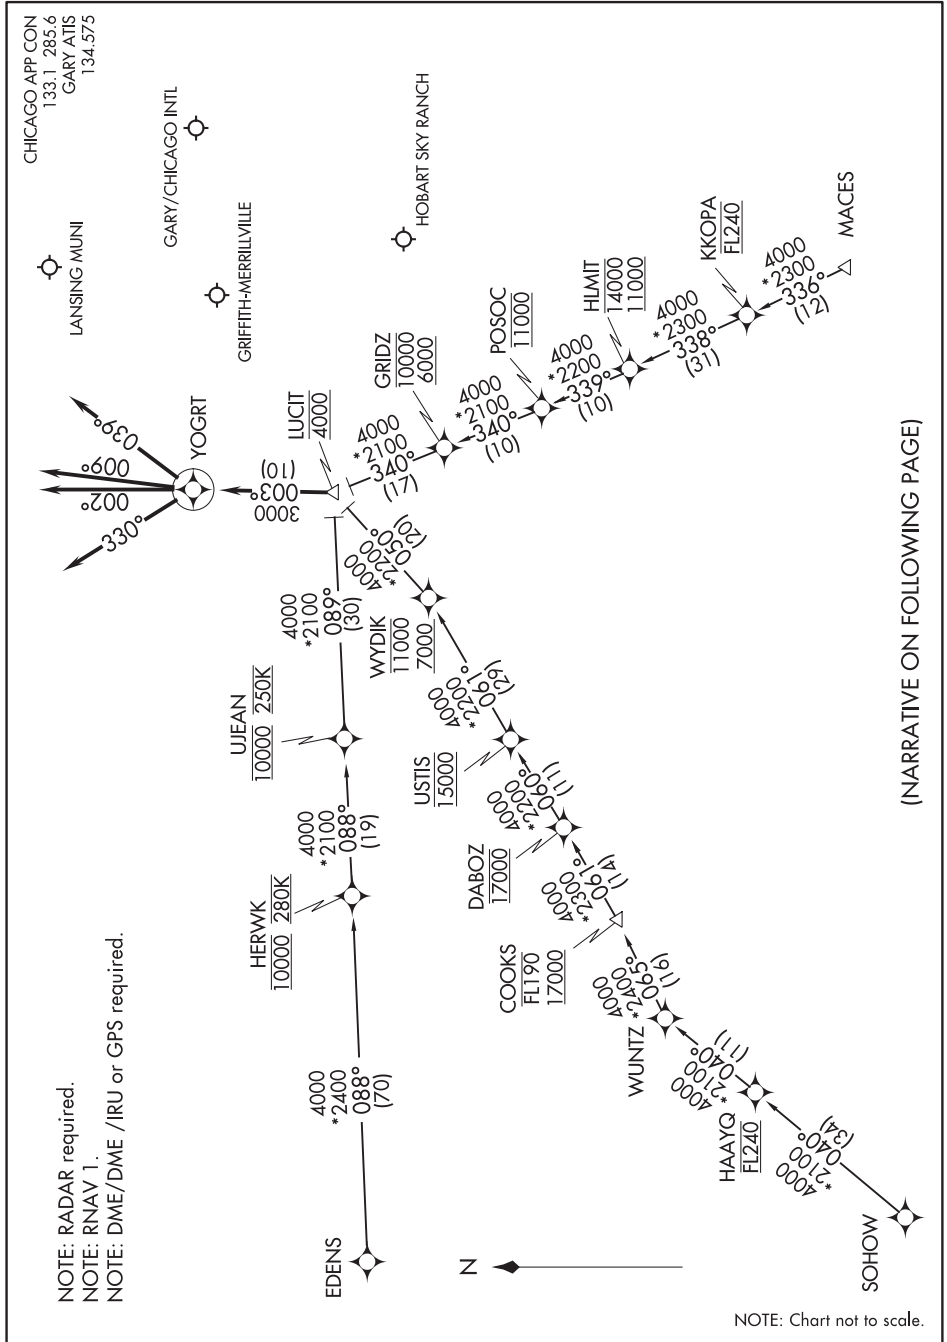 NOTE: RADAR required.
NOTE: RNAV 1.
NOTE: DME/DME /IRU or GPS required.
CHICAGO APP CON
133.1 285.6
GARY ATIS
134.575
LANSING MUNI
GARY/CHICAGO INTL
GRIFFITH-MERRILLVILLE
HOBART SKY RANCH
330°
002°
009°
039°
YOGRT
3000
003°
(10)
LUCIT
4000
EDENS
4000
*2400
088°
(70)
HERWK
10000 280K
4000
*2100
088°
(19)
UJEAN
10000 250K
4000
*2100
089°
(30)
SOHOW
4000
*2100
040°
(34)
HAAYQ
FL240
4000
*2100
040°
(11)
WUNTZ
4000
*2400
065°
(16)
COOKS
FL190
17000
4000
*2300
061°
(14)
DABOZ
17000
4000
*2200
060°
(11)
USTIS
15000
4000
*2200
061°
(29)
WYDIK
11000
7000
4000
*2200
050°
(20)
4000
*2100
340°
(17)
GRIDZ
10000
6000
4000
*2100
340°
(10)
POSOC
11000
4000
*2200
339°
(10)
HLMIT
14000
11000
4000
*2300
338°
(31)
KKOPA
FL240
4000
*2300
336°
(12)
MACES
N
(NARRATIVE ON FOLLOWING PAGE)
NOTE: Chart not to scale.